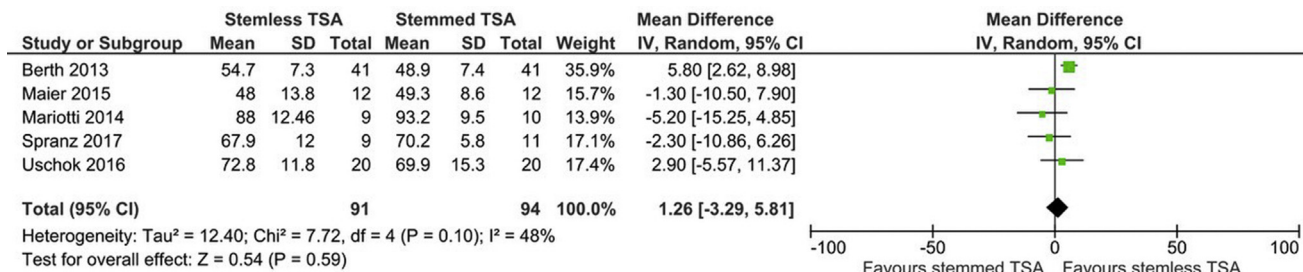 Stemless TSA Stemmed TSA Mean Difference Mean Difference
Study or Subgroup Mean SD Total Mean SD Total Weight IV, Random, 95% CI IV, Random, 95% CI
Berth 2013 54.7 7.3 41 48.9 7.4 41 35.9% 5.80 [2.62, 8.98]
Maier 2015 48 13.8 12 49.3 8.6 12 15.7% -1.30 [-10.50, 7.90]
Mariotti 2014 88 12.46 9 93.2 9.5 10 13.9% -5.20 [-15.25, 4.85]
Spranz 2017 67.9 12 9 70.2 5.8 11 17.1% -2.30 [-10.86, 6.26]
Uschok 2016 72.8 11.8 20 69.9 15.3 20 17.4% 2.90 [-5.57, 11.37]
Total (95% CI) 91 94 100.0% 1.26 [-3.29, 5.81]
Heterogeneity: Tau² = 12.40; Chi² = 7.72, df = 4 (P = 0.10); I² = 48%
Test for overall effect: Z = 0.54 (P = 0.59)
-100 -50 0 50 100
Favours stemmed TSA Favours stemless TSA